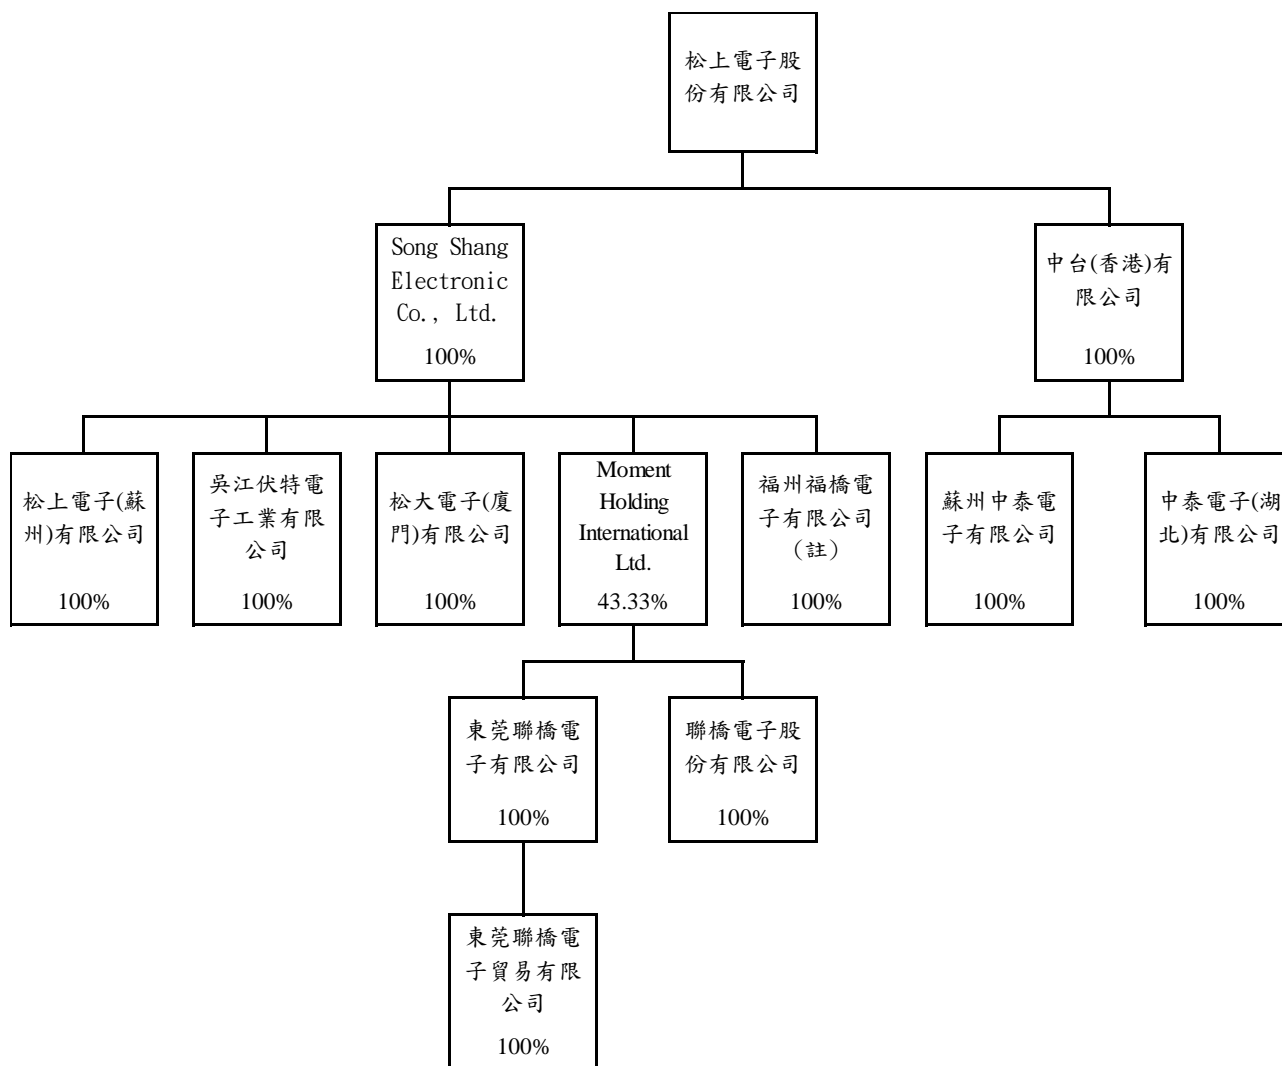 松上電子股
份有限公司
Song Shang
Electronic
Co., Ltd.
100%
中台(香港)有
限公司
100%
松上電子(蘇
州)有限公司
100%
吳江伏特電
子工業有限
公司
100%
松大電子(廈
門)有限公司
100%
Moment
Holding
International
Ltd.
43.33%
福州福橋電
子有限公司
（註）
100%
蘇州中泰電
子有限公司
100%
中泰電子(湖
北)有限公司
100%
東莞聯橋電
子有限公司
100%
聯橋電子股
份有限公司
100%
東莞聯橋電
子貿易有限
公司
100%